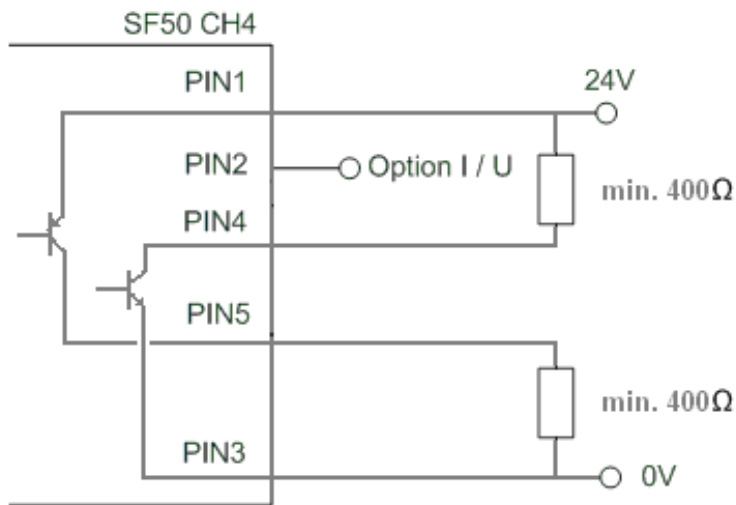 SF50 CH4
PIN1
24V
PIN2
Option I / U
min. 400Ω
PIN4
PIN5
min. 400Ω
PIN3
0V